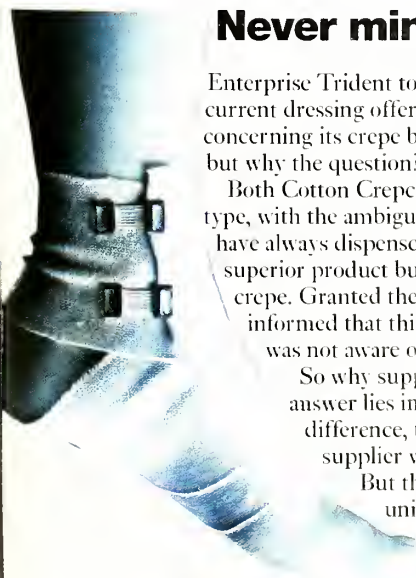 Never min
Enterprise Trident to
current dressing offer
concerning its crepe b
but why the question
Both Cotton Crepe
type, with the ambigu
have always dispense
superior product bu
crepe. Granted the
informed that thi
was not aware o
So why supp
answer lies in
difference,
supplier w
But th
uni